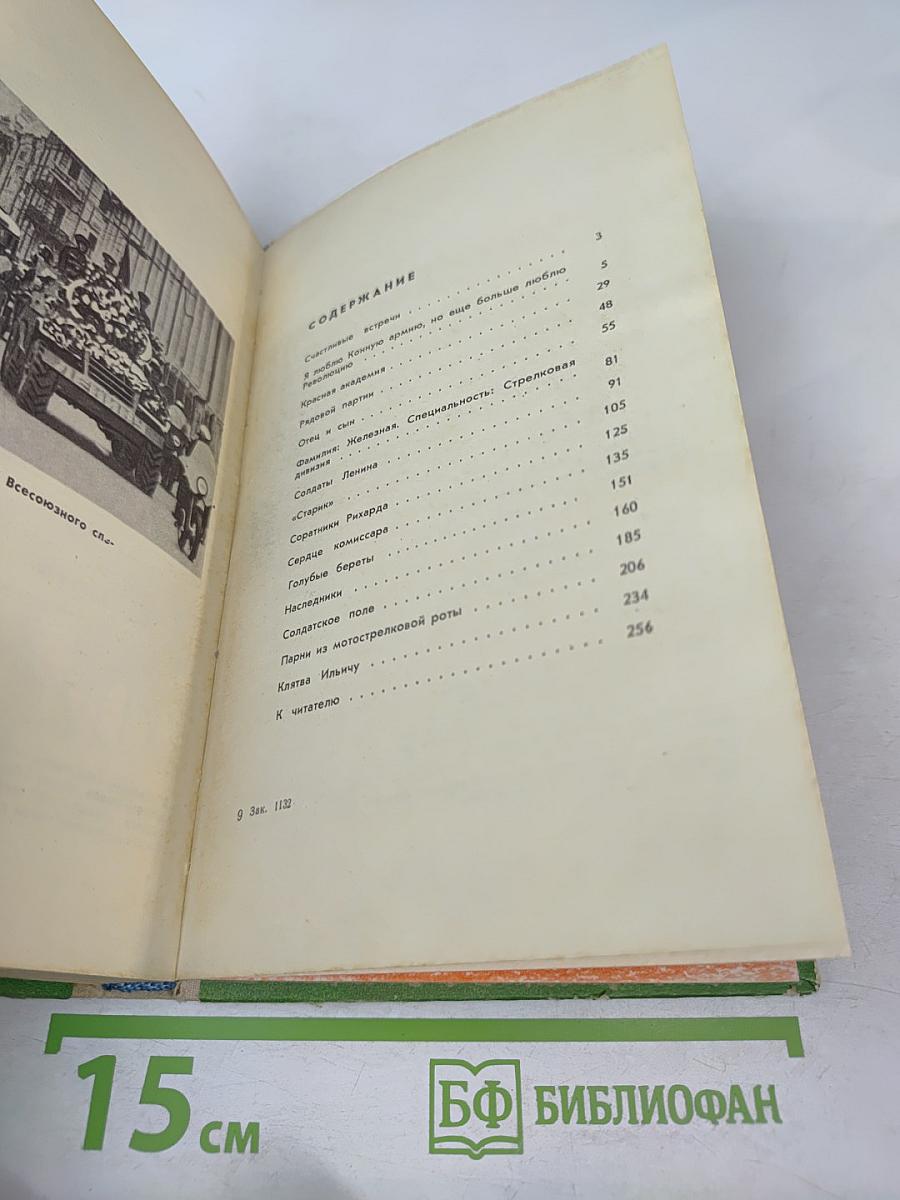 Всесоюзного
СОДЕРЖАНИЕ
Счастливые встречи . . . . . . . . . . . . . . . . 3
Я люблю Конную армию, но еще больше люблю
Революцию . . . . . . . . . . . . . . . . 5
Красная академия . . . . . . . . . . . . . . . . 29
Рядовой партии . . . . . . . . . . . . . . . . 48
Отец и сын . . . . . . . . . . . . . . . . 55
Фамилия: Железная. Специальность: Стрелковая
дивизия . . . . . . . . . . . . . . . . 81
Солдаты Ленина . . . . . . . . . . . . . . . . 91
«Старик» . . . . . . . . . . . . . . . . 105
Соратники Рихарда . . . . . . . . . . . . . . . . 125
Сердце комиссара . . . . . . . . . . . . . . . . 135
Голубые береты . . . . . . . . . . . . . . . . 151
Наследники . . . . . . . . . . . . . . . . 160
Солдатское поле . . . . . . . . . . . . . . . . 185
Парни из мотострелковой роты . . . . . . . . . . . 206
Клятва Ильичу . . . . . . . . . . . . . . . . 234
К читателю . . . . . . . . . . . . . . . . 256
9 Зак. 1132
15 см
БФ БИБЛИОФАН